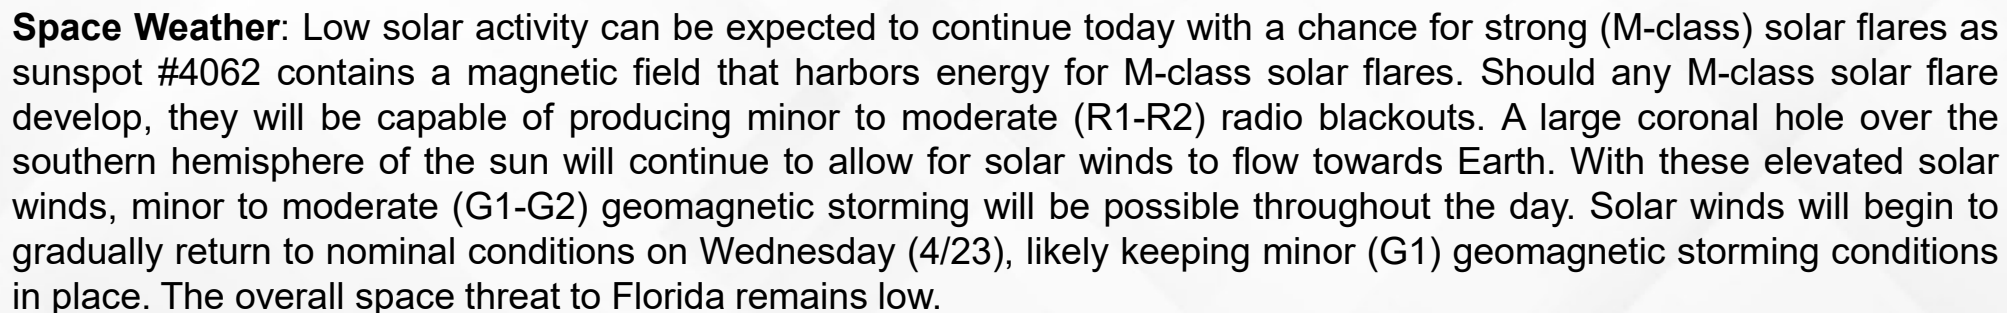 Space Weather: Low solar activity can be expected to continue today with a chance for strong (M-class) solar flares as
sunspot #4062 contains a magnetic field that harbors energy for M-class solar flares. Should any M-class solar flare
develop, they will be capable of producing minor to moderate (R1-R2) radio blackouts. A large coronal hole over the
southern hemisphere of the sun will continue to allow for solar winds to flow towards Earth. With these elevated solar
winds, minor to moderate (G1-G2) geomagnetic storming will be possible throughout the day. Solar winds will begin to
gradually return to nominal conditions on Wednesday (4/23), likely keeping minor (G1) geomagnetic storming conditions
in place. The overall space threat to Florida remains low.